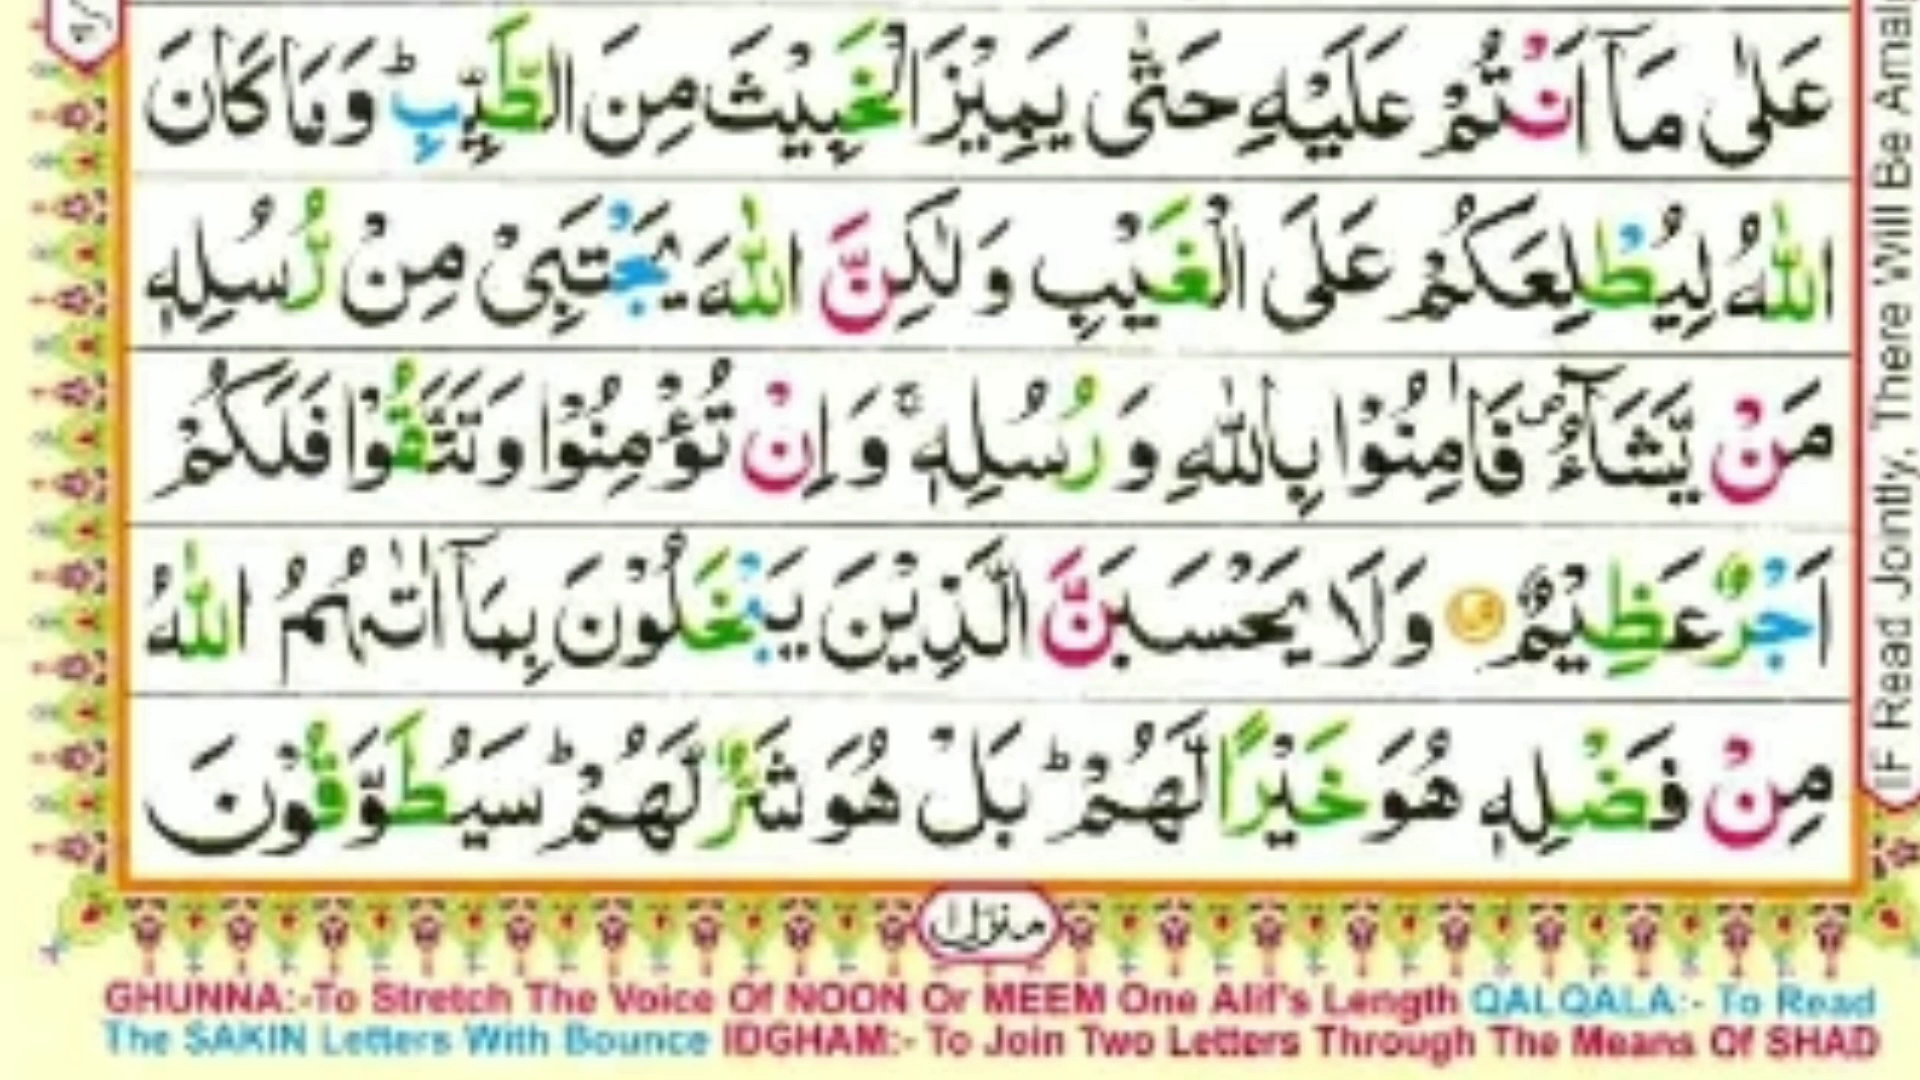 عَلٰى مَاۤ اَنْتُمْ عَلَيْهِ حَتّٰى يَمِيْزَ الْخَبِيْثَ مِنَ الطَّيِّبِ ؕ وَمَا كَانَ
اللّٰهُ لِيُطْلِعَكُمْ عَلَى الْغَيْبِ وَ لٰكِنَّ اللّٰهَ يَجْتَبِىْ مِنْ رُّسُلِهٖ
مَنْ يَّشَآءُ ۪ فَاٰمِنُوْا بِاللّٰهِ وَ رُسُلِهٖ ۚ وَ اِنْ تُؤْمِنُوْا وَتَتَّقُوْا فَلَكُمْ
اَجْرٌ عَظِيْمٌ وَلَا يَحْسَبَنَّ الَّذِيْنَ يَبْخَلُوْنَ بِمَاۤ اٰتٰٮهُمُ اللّٰهُ
مِنْ فَضْلِهٖ هُوَ خَيْرًا لَّهُمْ ؕ بَلْ هُوَ شَرٌّ لَّهُمْ ؕ سَيُطَوَّقُوْنَ
منزل ١
GHUNNA:-To Stretch The Voice Of NOON Or MEEM One Alif's Length QALQALA:- To Read
The SAKIN Letters With Bounce IDGHAM:- To Join Two Letters Through The Means Of SHAD
IF Read Jointly, There Will Be